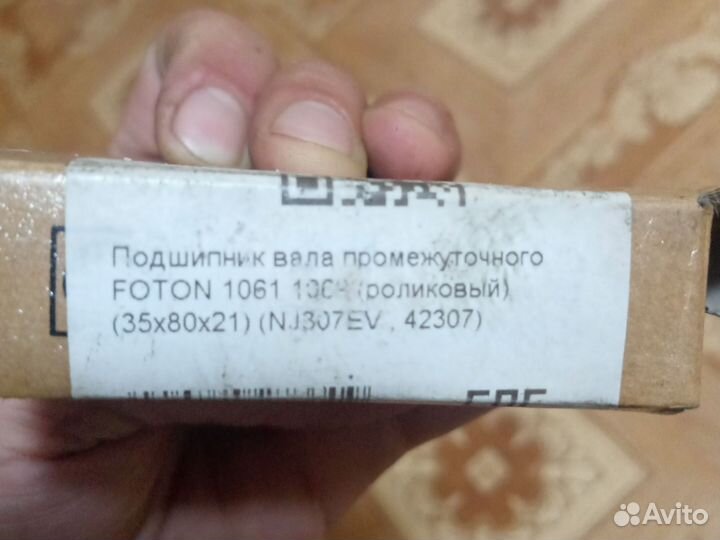 Подшипник вала промежуточного
FOTON 1061 (роликовый)
(35x80x21) (NJ307EV , 42307)
Avito